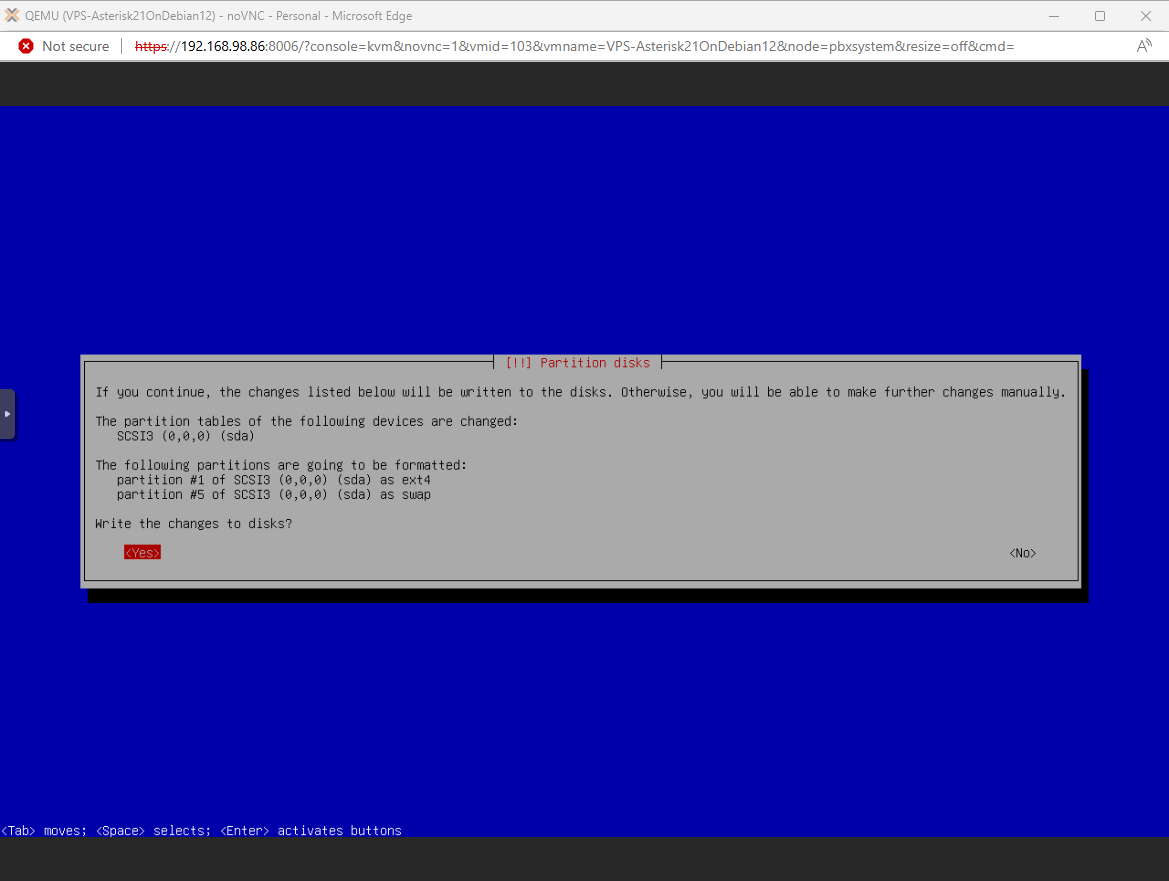 QEMU (VPS-Asterisk21OnDebian12) - noVNC - Personal - Microsoft Edge
Not secure | https://192.168.98.86:8006/?console=kvm&novnc=1&vmid=103&vmname=VPS-Asterisk21OnDebian12&node=pbxsystem&resize=off&cmd=
[!!] Partition disks
If you continue, the changes listed below will be written to the disks. Otherwise, you will be able to make further changes manually.
The partition tables of the following devices are changed:
SCSI3 (0,0,0) (sda)
The following partitions are going to be formatted:
partition #1 of SCSI3 (0,0,0) (sda) as ext4
partition #5 of SCSI3 (0,0,0) (sda) as swap
Write the changes to disks?
<Yes> <No>
<Tab> moves; <Space> selects; <Enter> activates buttons